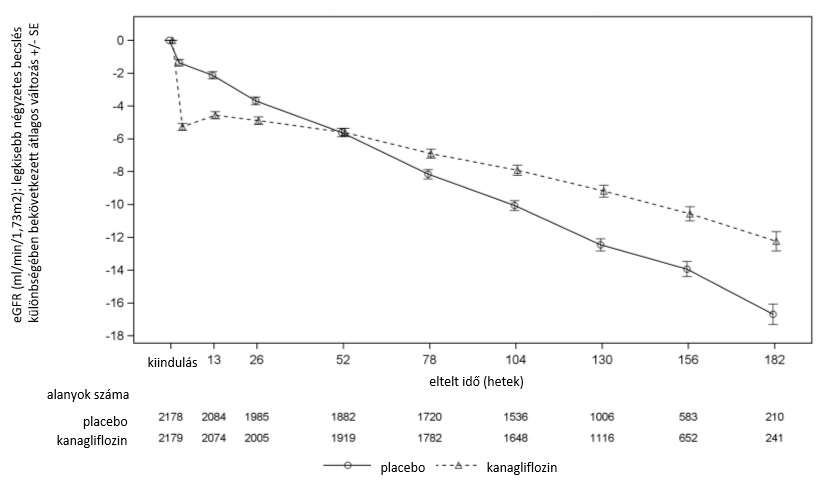 eGFR (ml/min/1,73m2): legkisebb négyzetes becslés
különbségében bekövetkezett átlagos változás +/- SE
0
-2
-4
-6
-8
-10
-12
-14
-16
-18
kiindulás 13 26 52 78 104 130 156 182
eltelt idő (hetek)
alanyok száma
placebo 2178 2084 1985 1882 1720 1536 1006 583 210
kanagliflozin 2179 2074 2005 1919 1782 1648 1116 652 241
placebo kanagliflozin